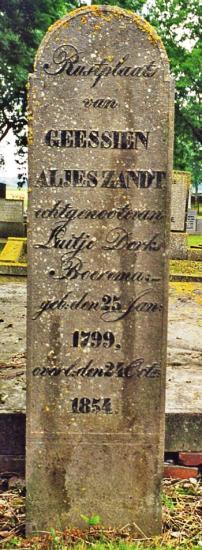 Rustplaats
van
GEESSIEN
ALJES ZANDT
echtgenoote van
Luitje Derks
Boerema:–
geb: den 25 Jan:
1799.
overl: den 24 Oct:
1854.